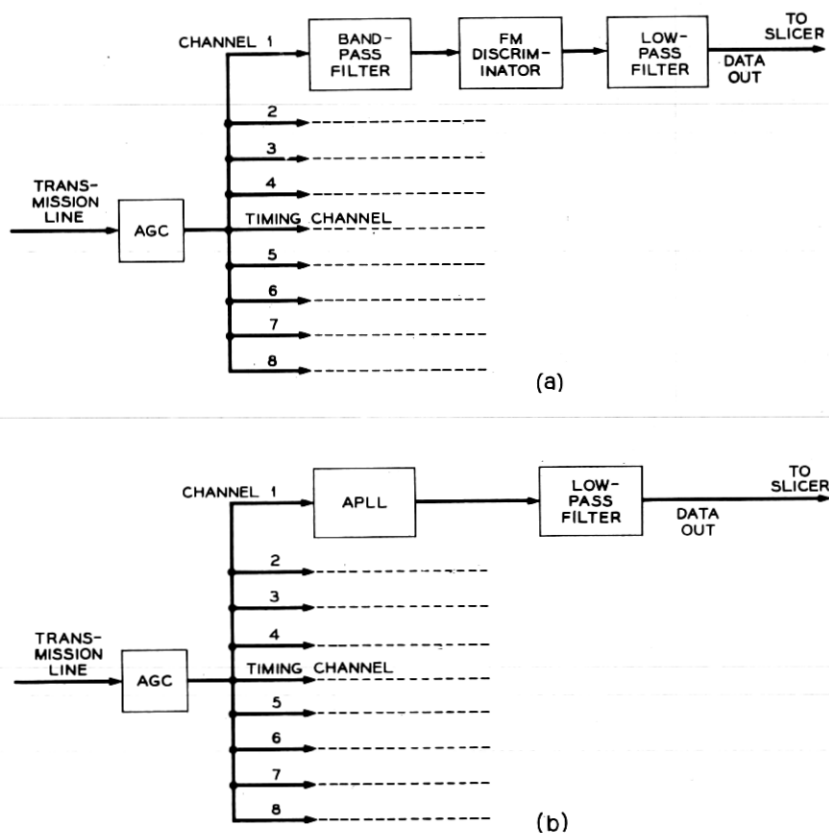 CHANNEL 1
BAND-
PASS
FILTER
FM
DISCRIM-
INATOR
LOW-
PASS
FILTER
TO
SLICER
DATA
OUT
2
3
4
TRANS-
MISSION
LINE
AGC
TIMING CHANNEL
5
6
7
8
(a)
CHANNEL 1
APLL
LOW-
PASS
FILTER
TO
SLICER
DATA
OUT
2
3
4
TRANS-
MISSION
LINE
AGC
TIMING CHANNEL
5
6
7
8
(b)